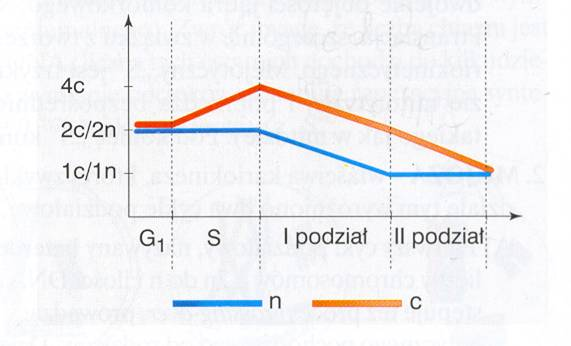 4c
2c/2n
1c/1n
G₁ S I podział II podział
n c